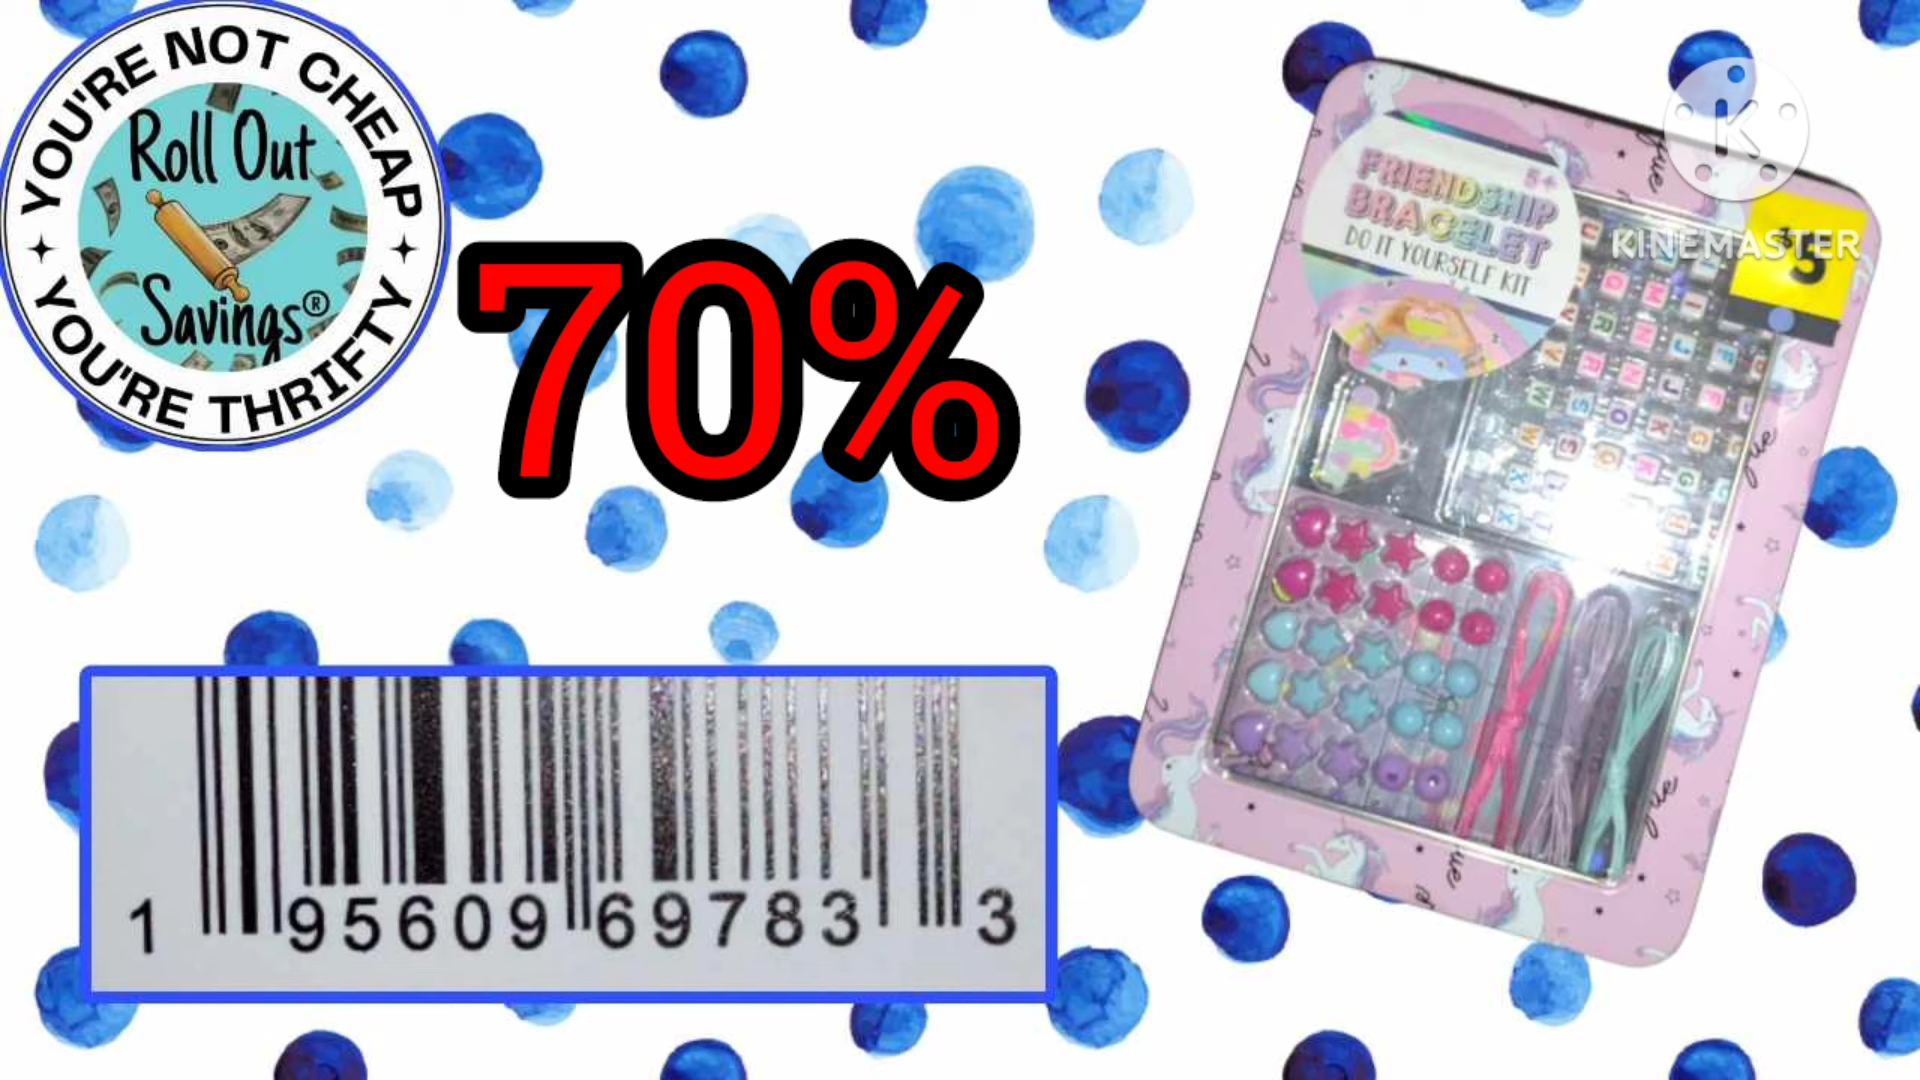 YOU'RE NOT CHEAP
Roll Out
Savings®
YOU'RE THRIFTY
70%
K
KINEMASTER
5+
FRIENDSHIP
BRACELET
DO IT YOURSELF KIT
$5
1 95609 69783 3